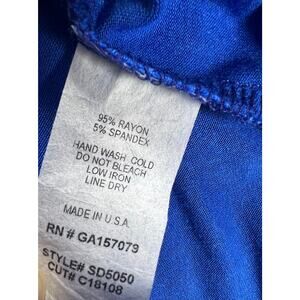 95% RAYON
5% SPANDEX
HAND WASH COLD
DO NOT BLEACH
LOW IRON
LINE DRY
MADE IN U.S.A
RN # GA157079
STYLE# SD5050
CUT# C18108